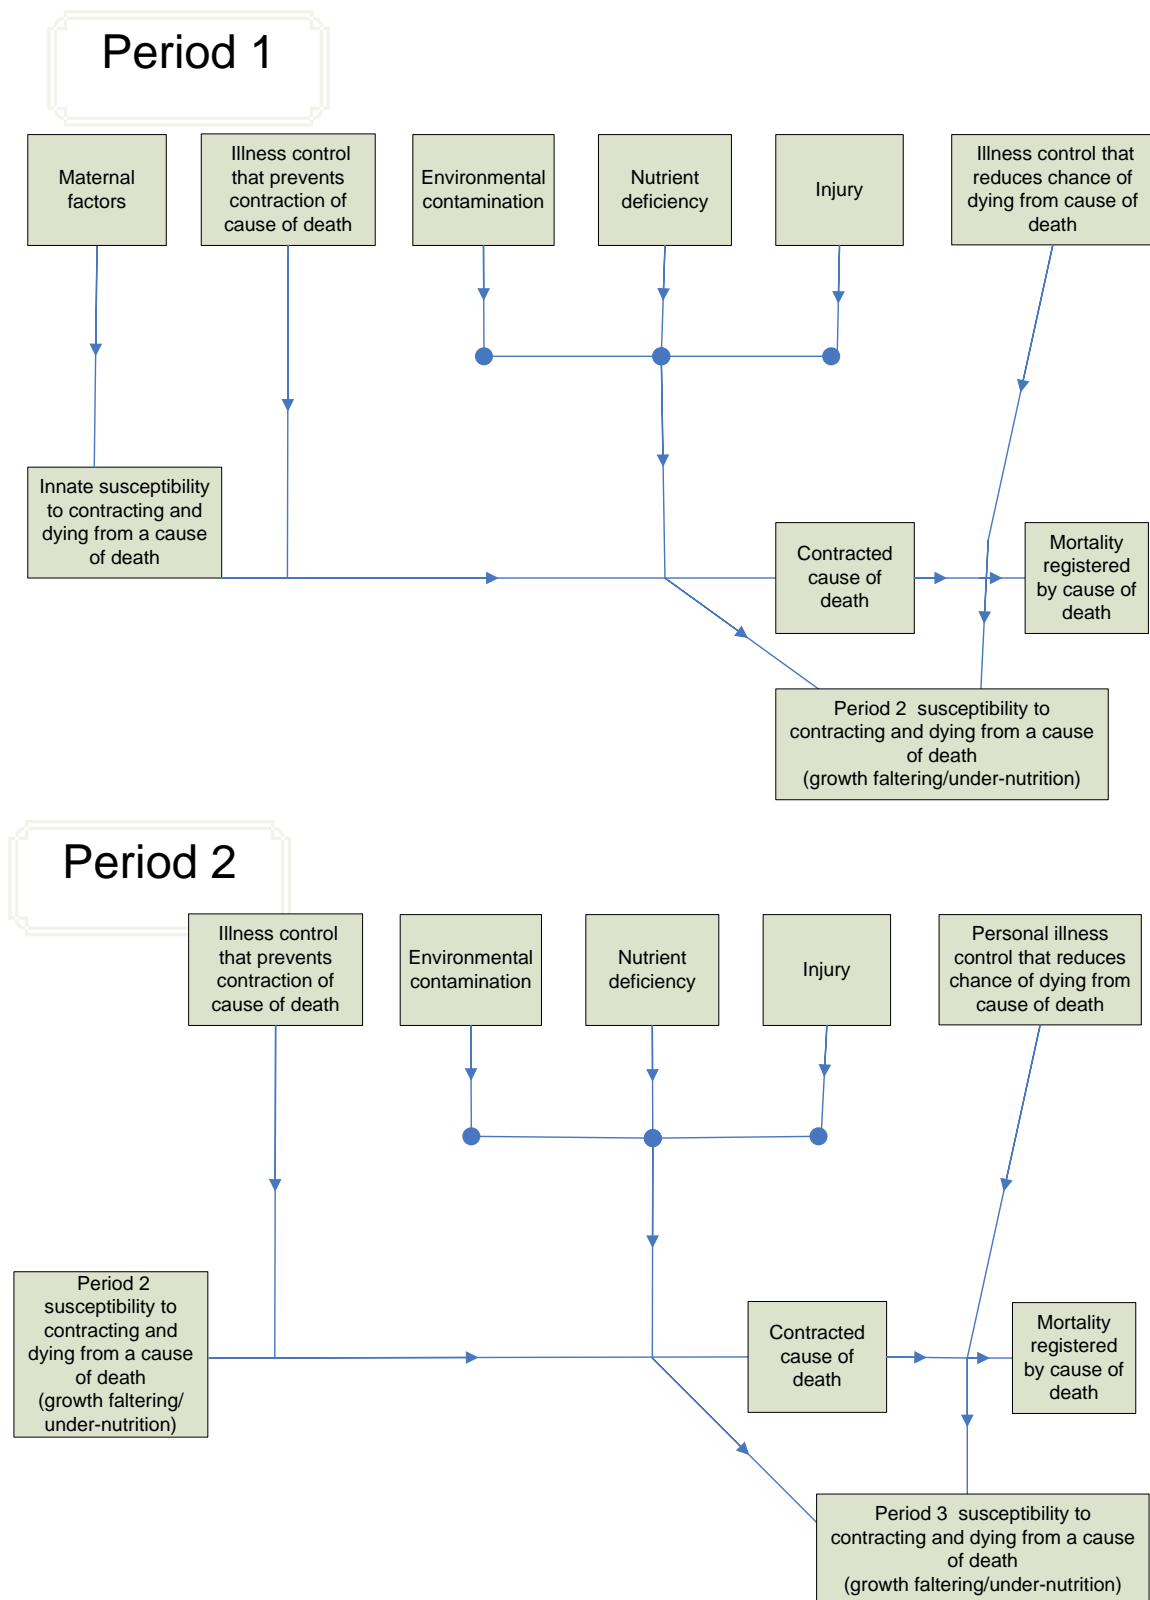 Period 1
Maternal
factors
Illness control
that prevents
contraction of
cause of death
Environmental
contamination
Nutrient
deficiency
Injury
Illness control that
reduces chance of
dying from cause of
death
Innate susceptibility
to contracting and
dying from a cause
of death
Contracted
cause of
death
Mortality
registered
by cause of
death
Period 2 susceptibility to
contracting and dying from a cause
of death
(growth faltering/under-nutrition)
Period 2
Illness control
that prevents
contraction of
cause of death
Environmental
contamination
Nutrient
deficiency
Injury
Personal illness
control that reduces
chance of dying from
cause of death
Period 2
susceptibility to
contracting and
dying from a cause
of death
(growth faltering/
under-nutrition)
Contracted
cause of
death
Mortality
registered
by cause of
death
Period 3 susceptibility to
contracting and dying from a cause
of death
(growth faltering/under-nutrition)